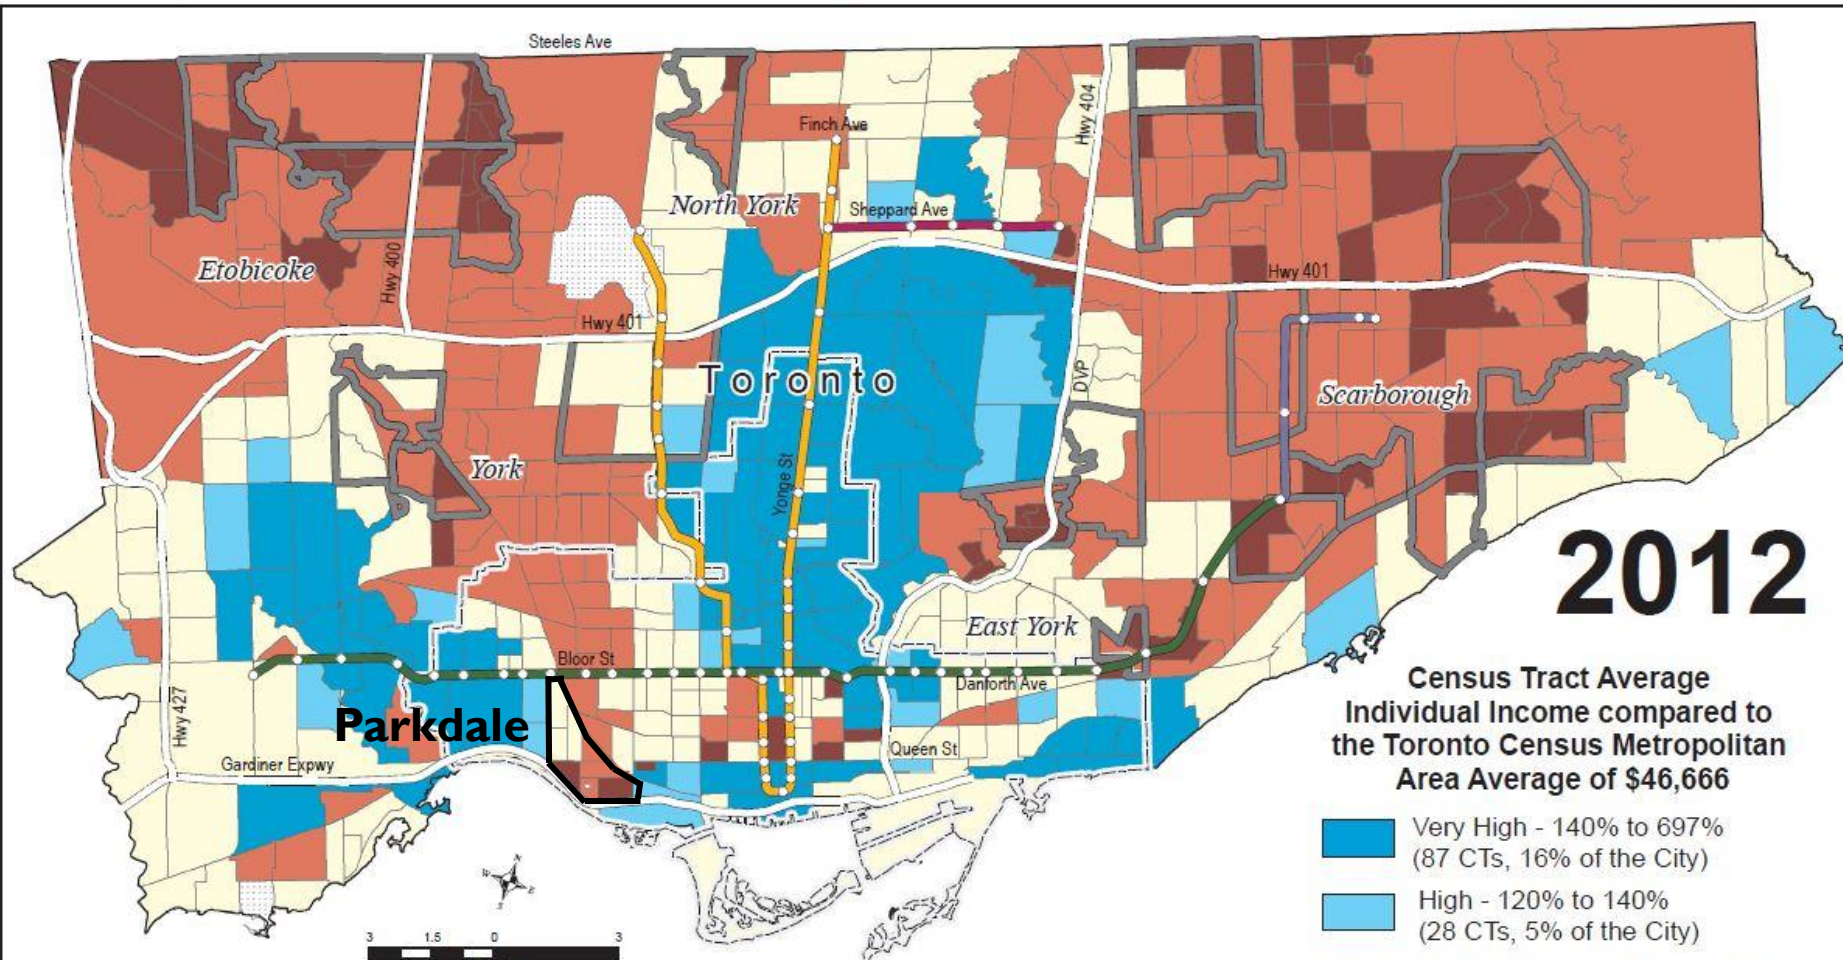 Steeles Ave
Finch Ave
Hwy 404
North York
Sheppard Ave
Etobicoke
Hwy 400
Hwy 401
Hwy 401
Toronto
DVP
Scarborough
York
Yonge St
2012
East York
Bloor St
Danforth Ave
Hwy 427
Parkdale
Queen St
Gardiner Expwy
Census Tract Average
Individual Income compared to
the Toronto Census Metropolitan
Area Average of $46,666
Very High - 140% to 697%
(87 CTs, 16% of the City)
High - 120% to 140%
(28 CTs, 5% of the City)
N
W E
S
3 1.5 0 3